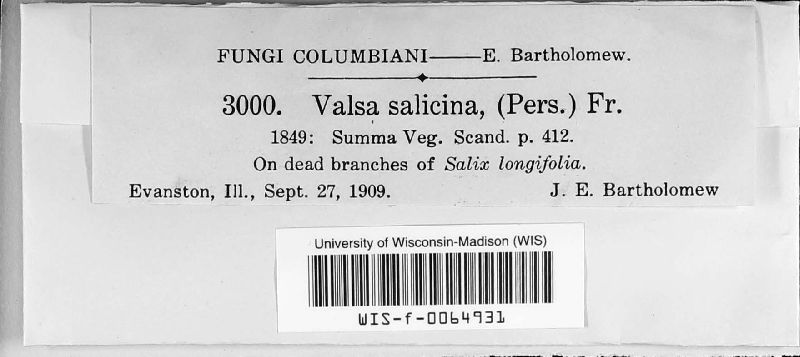 FUNGI COLUMBIANI——E. Bartholomew.
3000. Valsa salicina, (Pers.) Fr.
1849: Summa Veg. Scand. p. 412.
On dead branches of Salix longifolia.
Evanston, Ill., Sept. 27, 1909. J. E. Bartholomew
University of Wisconsin-Madison (WIS)
WIS-f-0064931